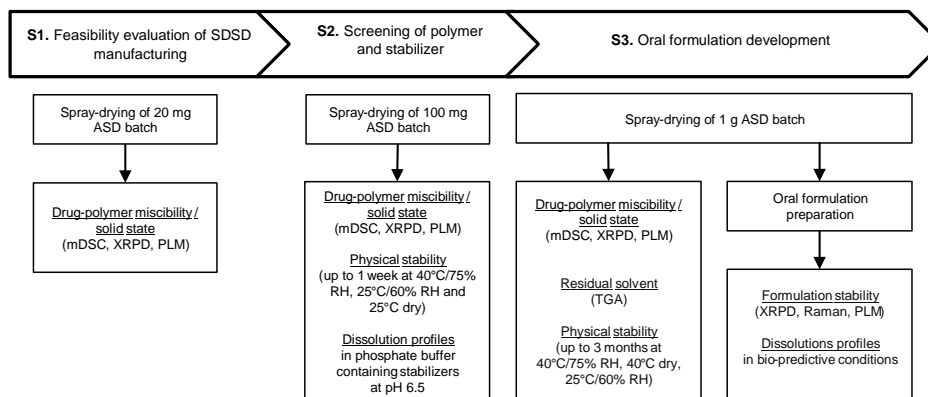 S1. Feasibility evaluation of SDSD
manufacturing
S2. Screening of polymer
and stabilizer
S3. Oral formulation development
Spray-drying of 20 mg
ASD batch
Spray-drying of 100 mg
ASD batch
Spray-drying of 1 g ASD batch
Drug-polymer miscibility /
solid state
(mDSC, XRPD, PLM)
Drug-polymer miscibility /
solid state
(mDSC, XRPD, PLM)
Physical stability
(up to 1 week at 40°C/75%
RH, 25°C/60% RH and
25°C dry)
Dissolution profiles
in phosphate buffer
containing stabilizers
at pH 6.5
Drug-polymer miscibility /
solid state
(mDSC, XRPD, PLM)
Residual solvent
(TGA)
Physical stability
(up to 3 months at
40°C/75% RH, 40°C dry,
25°C/60% RH)
Oral formulation
preparation
Formulation stability
(XRPD, Raman, PLM)
Dissolutions profiles
in bio-predictive conditions